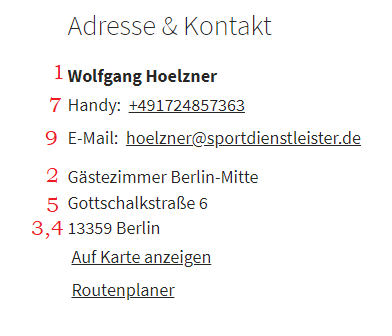 Adresse & Kontakt
1 Wolfgang Hoelzner
7 Handy: +491724857363
9 E-Mail: hoelzner@sportdienstleister.de
2 Gästezimmer Berlin-Mitte
5 Gottschalkstraße 6
3,4 13359 Berlin
Auf Karte anzeigen
Routenplaner